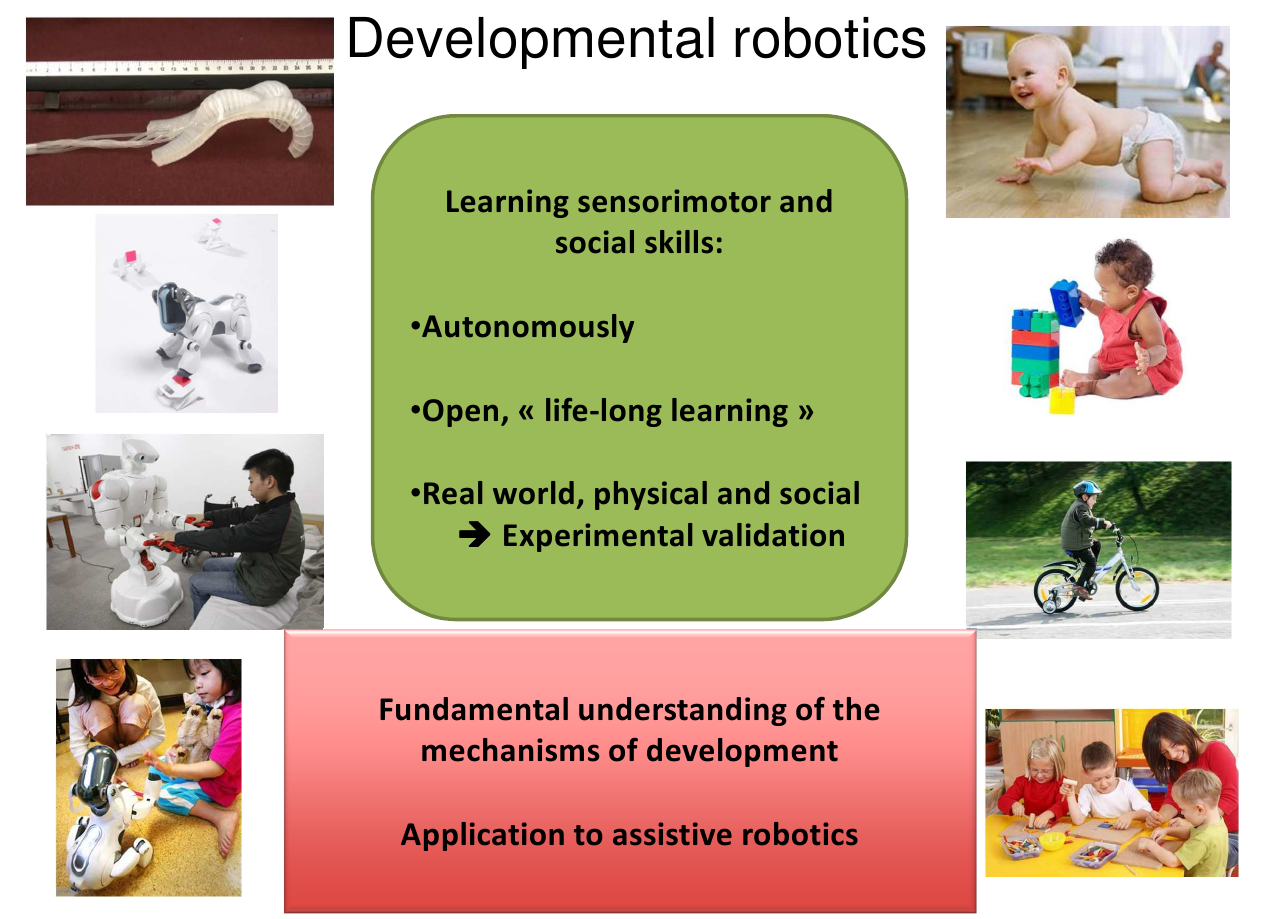 Developmental robotics
Learning sensorimotor and
social skills:
•Autonomously
•Open, « life-long learning »
•Real world, physical and social
➔ Experimental validation
Fundamental understanding of the
mechanisms of development
Application to assistive robotics